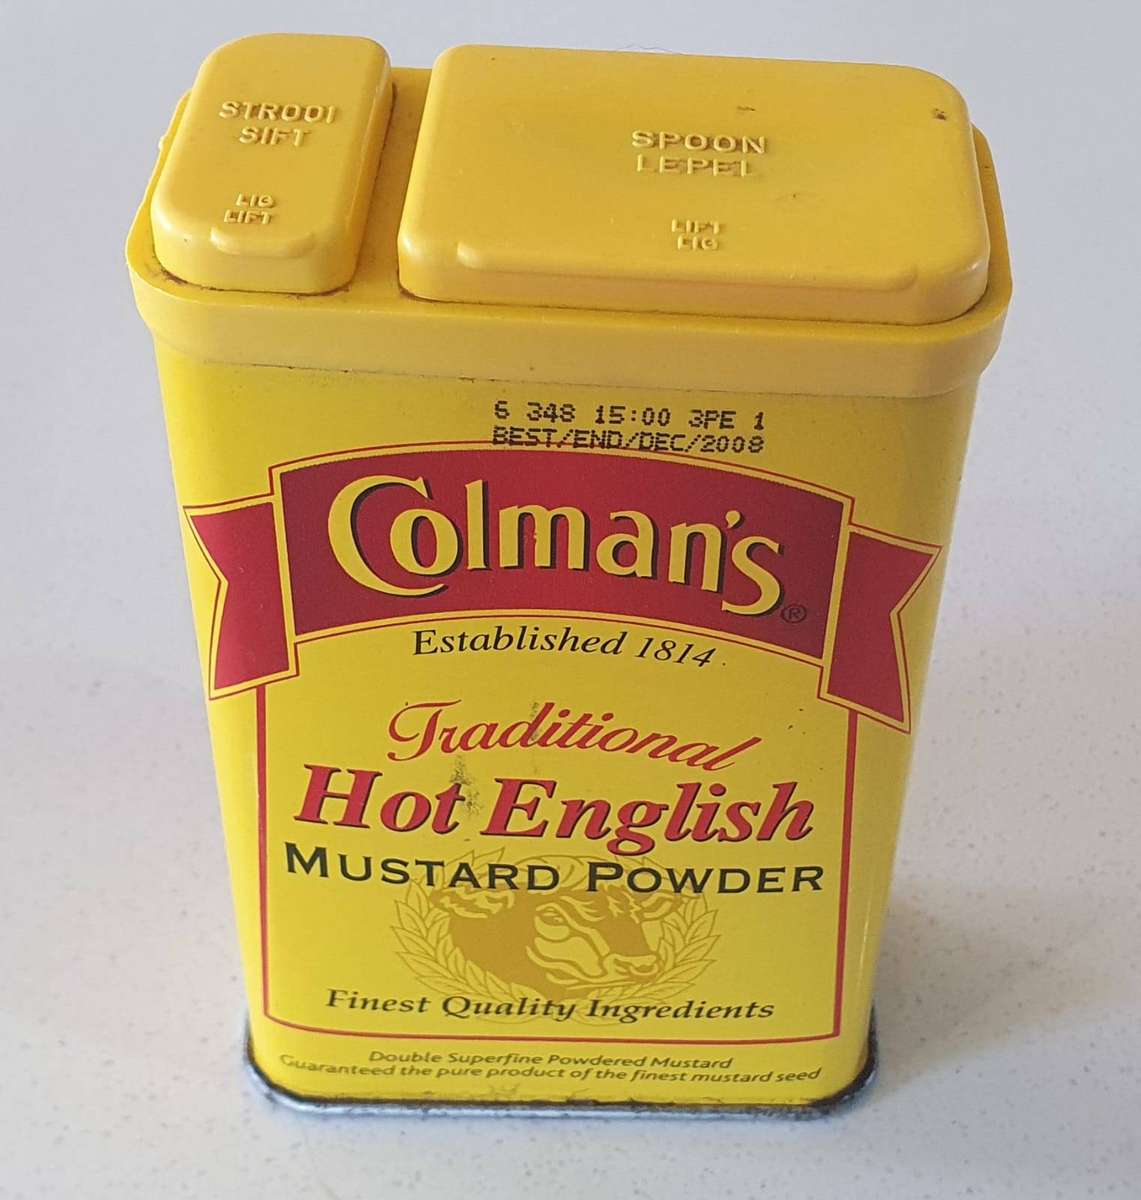 STROOI
SIFT
LIG
LIFT
SPOON
LEPEL
LIFT
LIG
6 348 15:00 3PE 1
BEST/END/DEC/2008
Colman's®
Established 1814
Traditional
Hot English
MUSTARD POWDER
Finest Quality Ingredients
Double Superfine Powdered Mustard
Guaranteed the pure product of the finest mustard seed